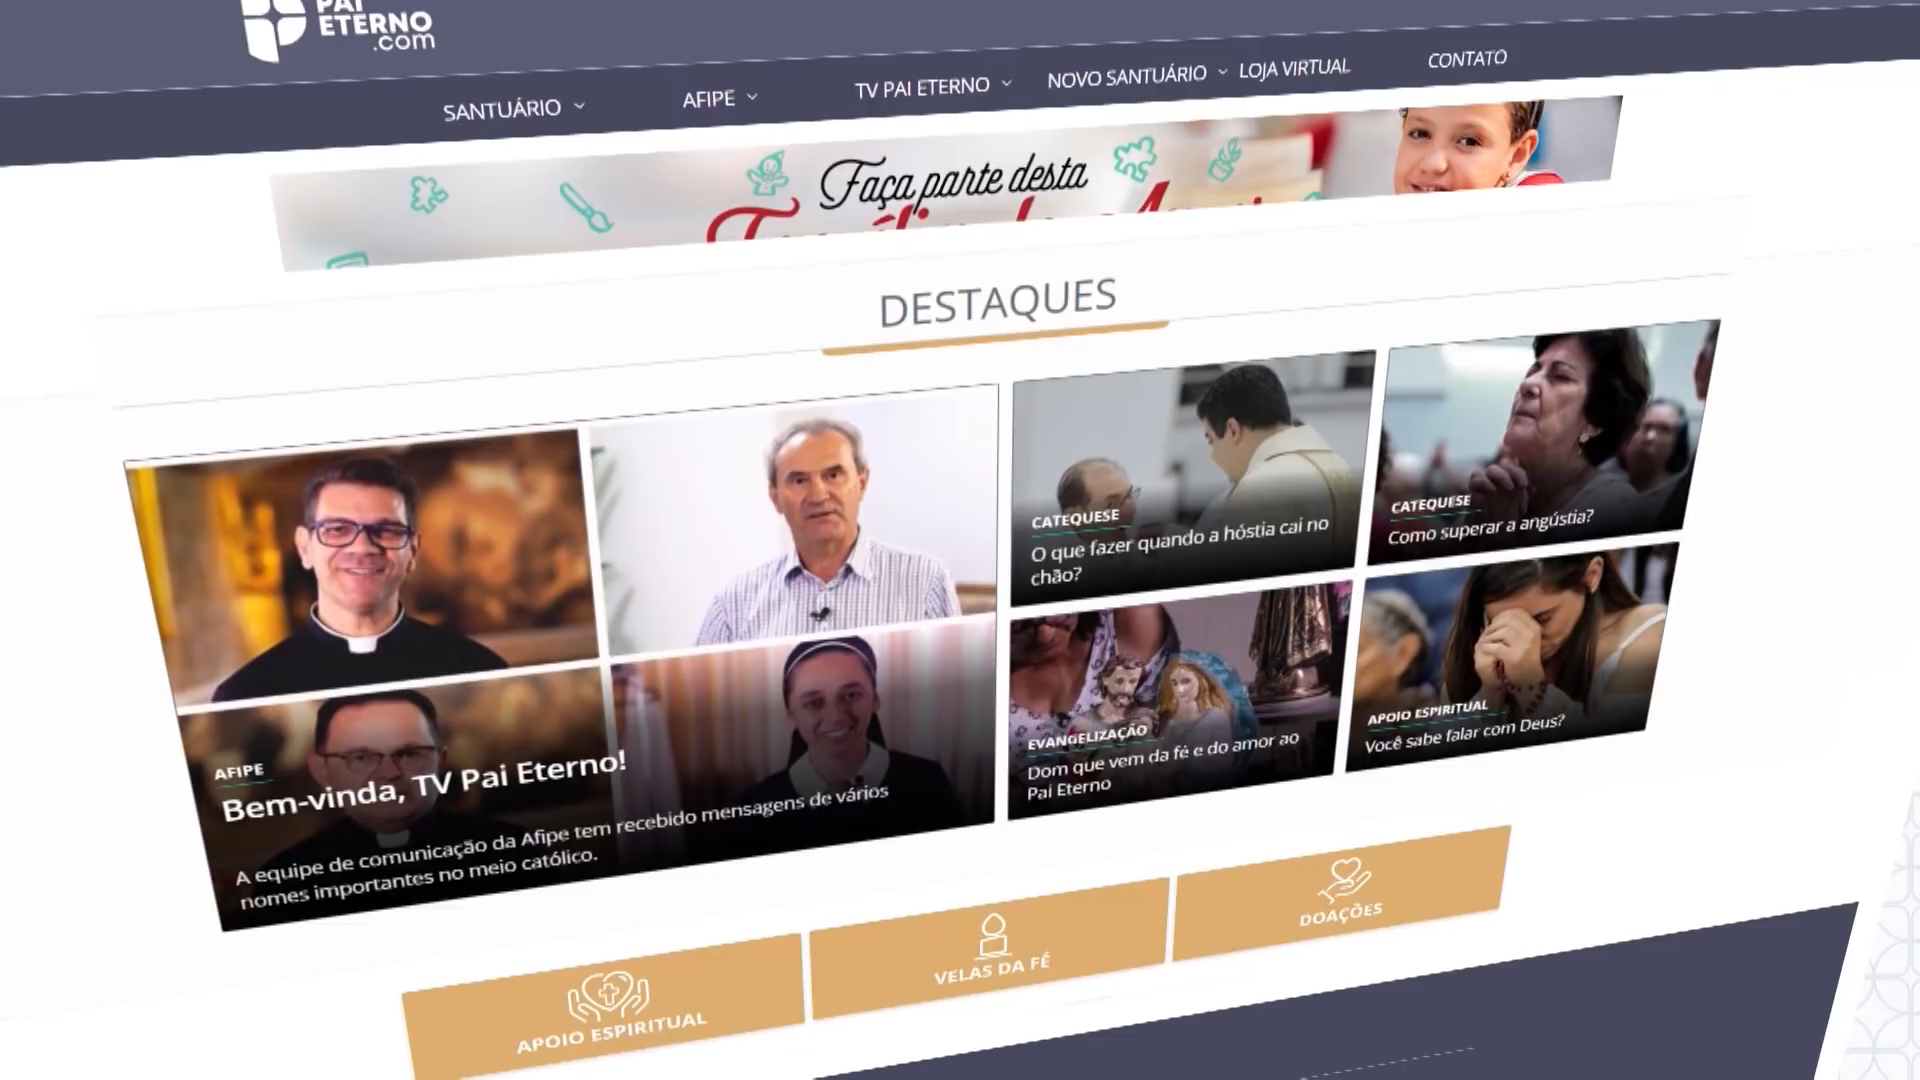 PAI
ETERNO
.com
SANTUÁRIO
AFIPE
TV PAI ETERNO
NOVO SANTUÁRIO
LOJA VIRTUAL
CONTATO
Faça parte desta
DESTAQUES
AFIPE
Bem-vinda, TV Pai Eterno!
A equipe de comunicação da Afipe tem recebido mensagens de vários
nomes importantes no meio católico.
CATEQUESE
O que fazer quando a hóstia cai no
chão?
CATEQUESE
Como superar a angústia?
EVANGELIZAÇÃO
Dom que vem da fé e do amor ao
Pai Eterno
APOIO ESPIRITUAL
Você sabe falar com Deus?
APOIO ESPIRITUAL
VELAS DA FÉ
DOAÇÕES